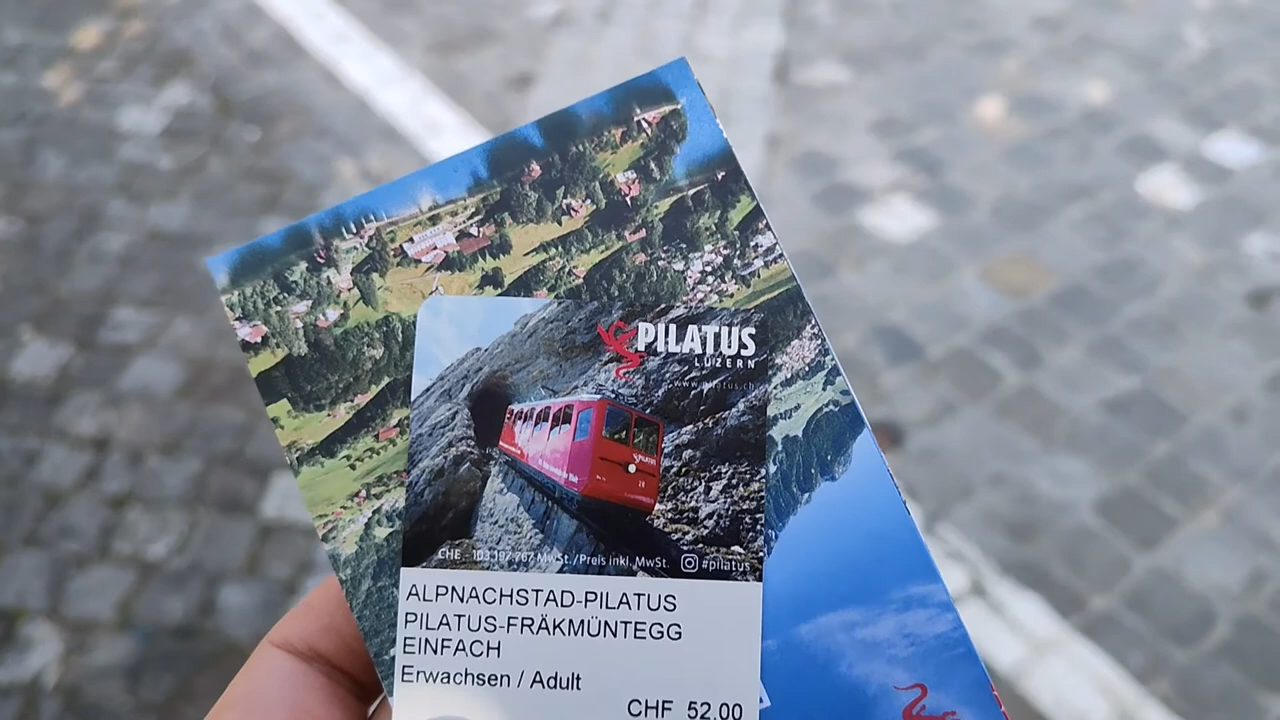 PILATUS
LUZERN
www.pilatus.ch
CHE - 103.197.767 MwSt./Preis inkl. MwSt. #pilatus
ALPNACHSTAD-PILATUS
PILATUS-FRÄKMÜNTEGG
EINFACH
Erwachsen / Adult
CHF 52.00